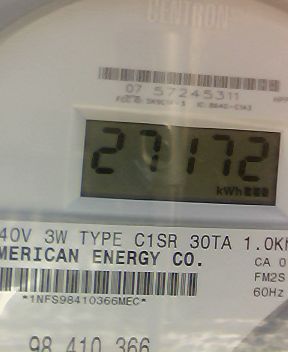 CENTRON
07 57245311
27172
kWh
40V 3W TYPE C1SR 30TA 1.0K
MERICAN ENERGY CO.
CA 0
FM2S
60Hz
*1NFS98410366MEC*
98 410 366